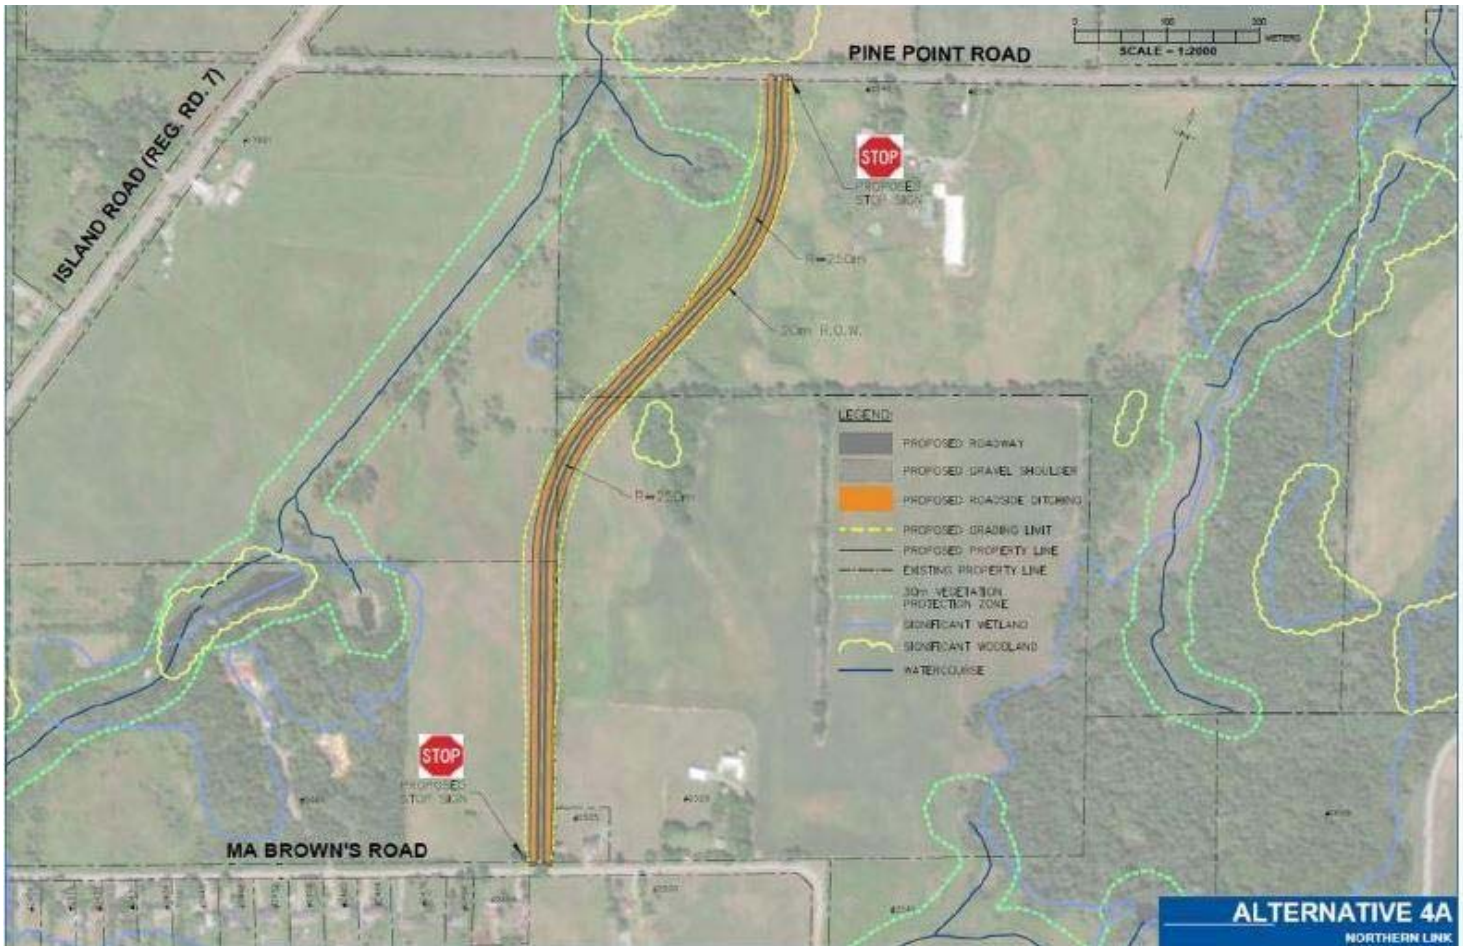 PINE POINT ROAD
0 100 200
METERS
SCALE - 1:2000
ISLAND ROAD (REG. RD. 7)
STOP
PROPOSED
STOP SIGN
R=250m
20m R.O.W.
R=250m
LEGEND:
PROPOSED ROADWAY
PROPOSED GRAVEL SHOULDER
PROPOSED ROADSIDE DITCHING
PROPOSED GRADING LIMIT
PROPOSED PROPERTY LINE
EXISTING PROPERTY LINE
30m VEGETATION
PROTECTION ZONE
SIGNIFICANT WETLAND
SIGNIFICANT WOODLAND
WATERCOURSE
STOP
PROPOSED
STOP SIGN
MA BROWN'S ROAD
ALTERNATIVE 4A
NORTHERN LINK